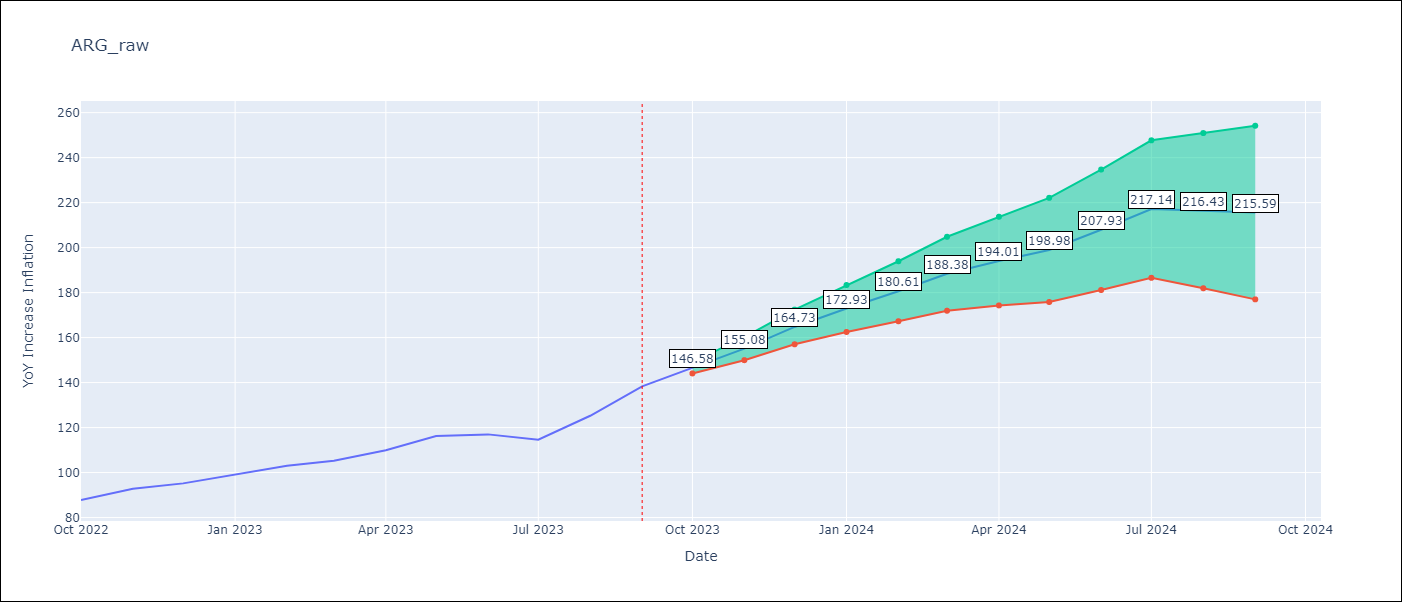 ARG_raw
260
240
220
200
180
160
140
120
100
80
YoY Increase Inflation
146.58
155.08
164.73
172.93
180.61
188.38
194.01
198.98
207.93
217.14
216.43
215.59
Oct 2022
Jan 2023
Apr 2023
Jul 2023
Oct 2023
Jan 2024
Apr 2024
Jul 2024
Oct 2024
Date